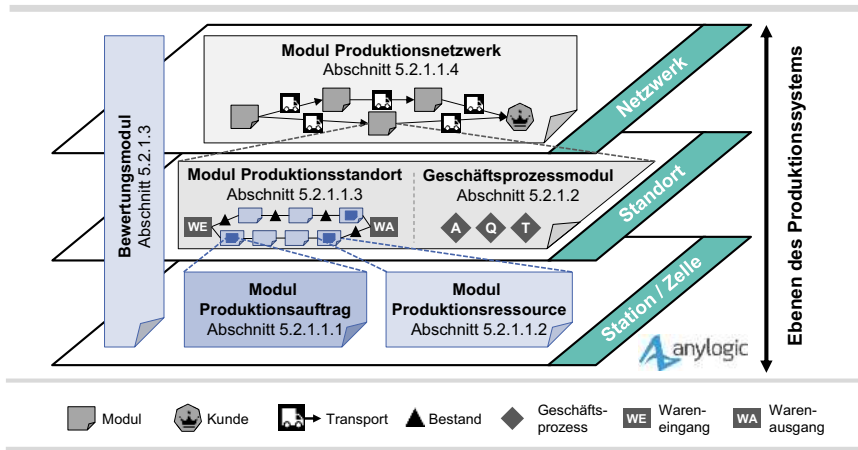 Modul Produktionsnetzwerk
Abschnitt 5.2.1.1.4
Netzwerk
Bewertungsmodul
Abschnitt 5.2.1.3
Modul Produktionsstandort
Abschnitt 5.2.1.1.3
WE
WA
Geschäftsprozessmodul
Abschnitt 5.2.1.2
A
Q
T
Standort
Modul
Produktionsauftrag
Abschnitt 5.2.1.1.1
Modul
Produktionsressource
Abschnitt 5.2.1.1.2
Station / Zelle
anylogic
Ebenen des Produktionssystems
Modul
Kunde
Transport
Bestand
Geschäfts-
prozess
WE
Waren-
eingang
WA
Waren-
ausgang